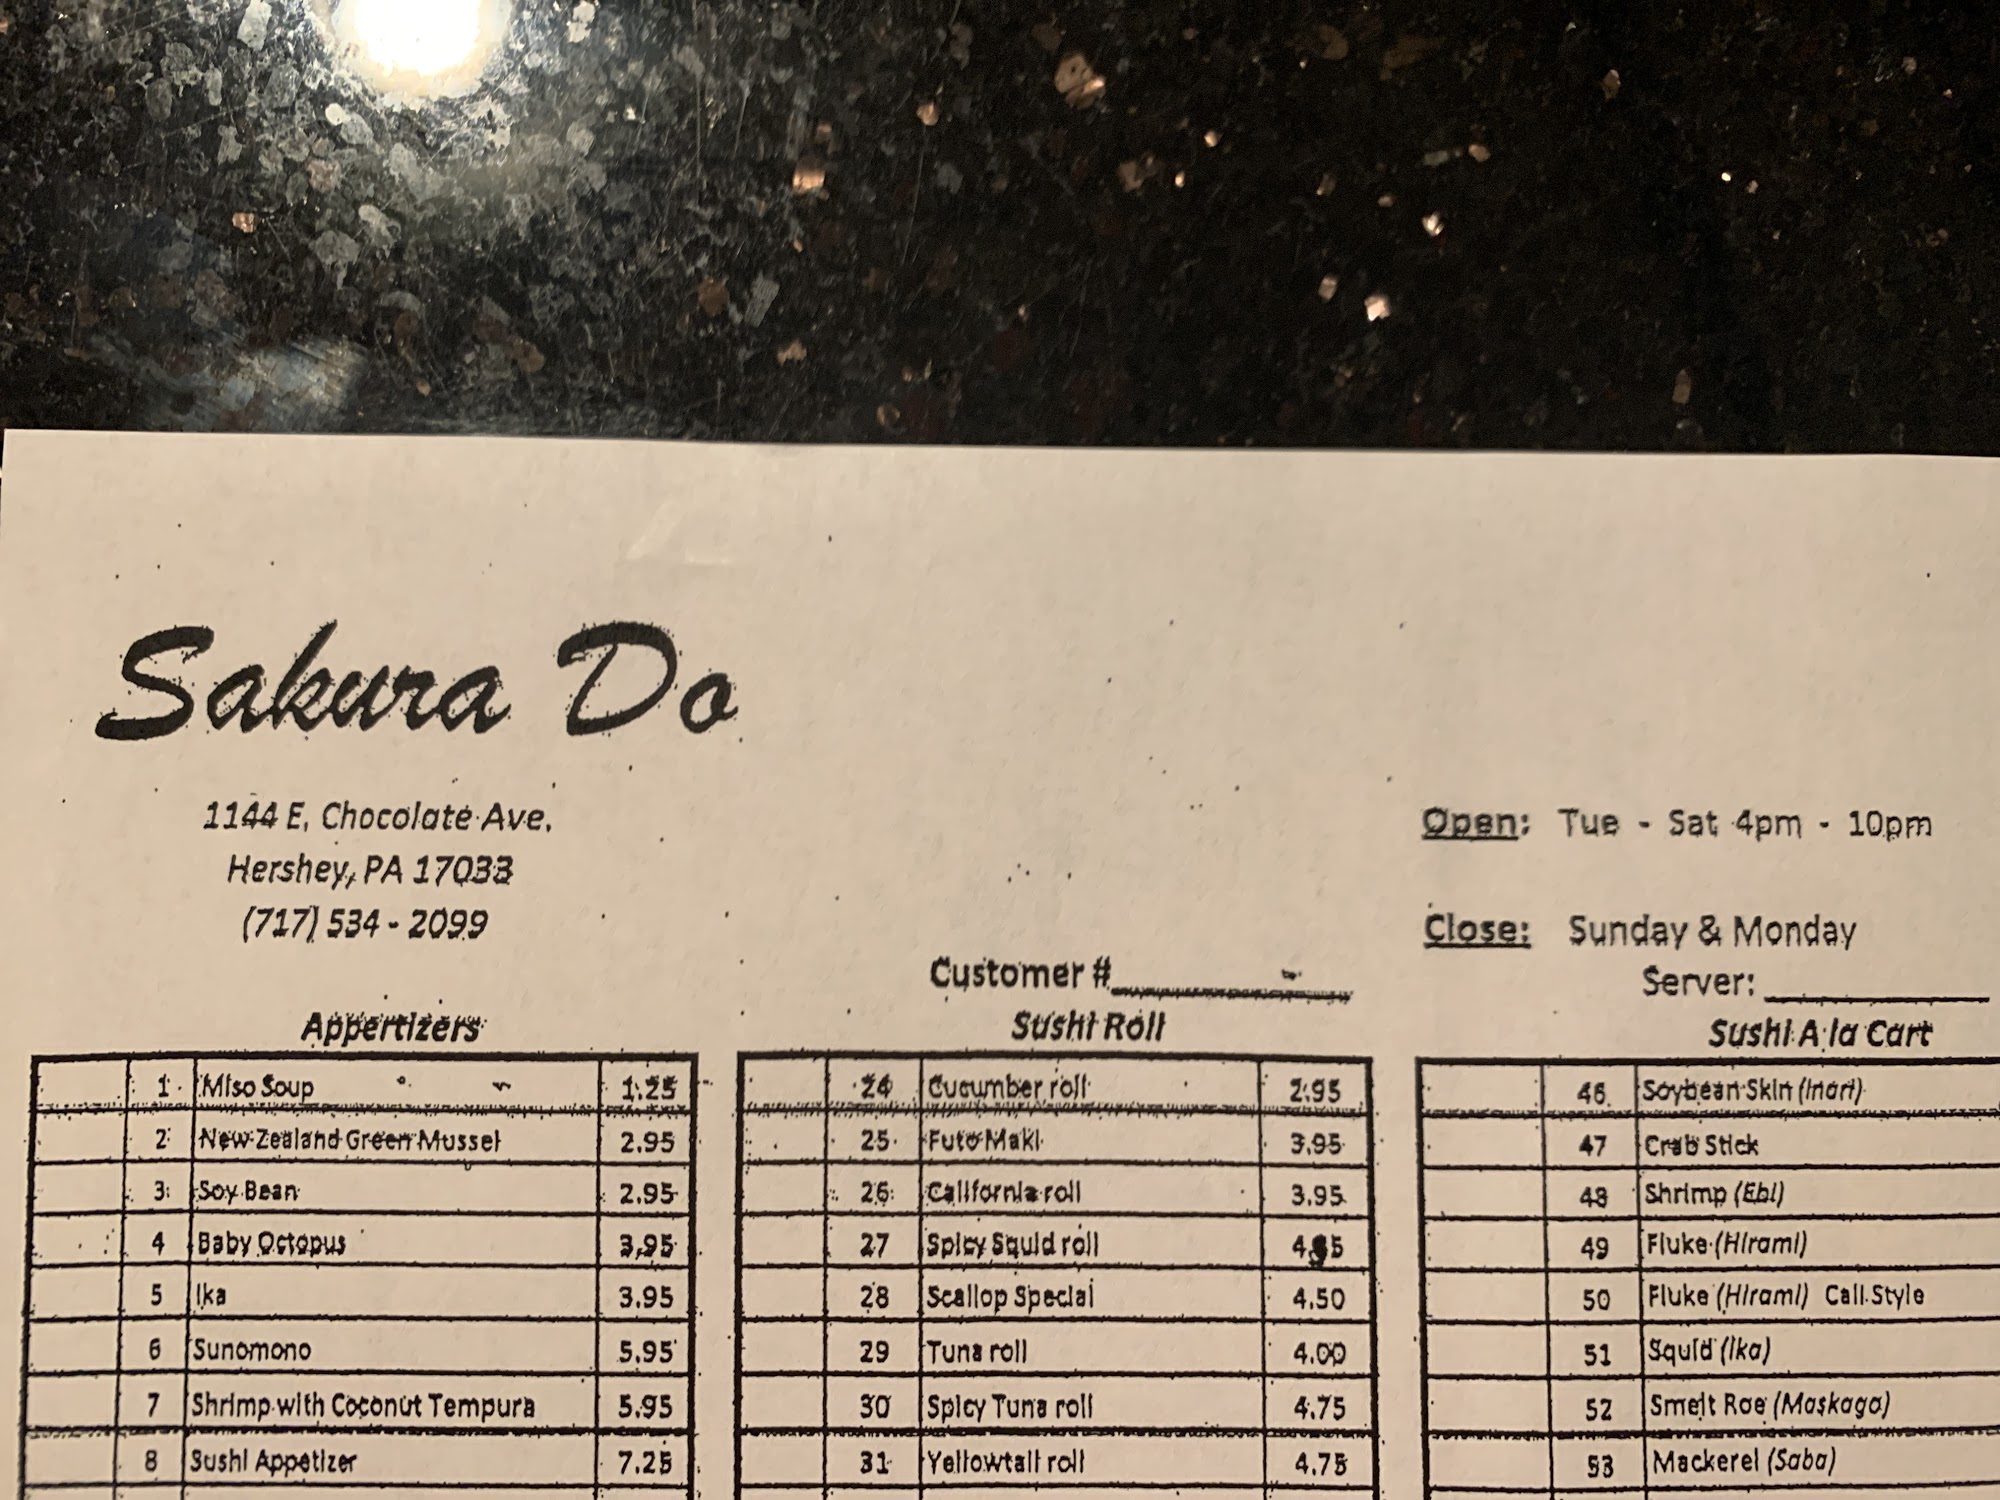 Sakura Do
1144 E. Chocolate Ave.
Hershey, PA 17033
(717) 534 - 2099
Open: Tue - Sat 4pm - 10pm
Close: Sunday & Monday
Customer #
Server:
Appertizers
1 Miso Soup 1.25
2 New Zealand Green Mussel 2.95
3 Soy Bean 2.95
4 Baby Octopus 3.95
5 Ika 3.95
6 Sunomono 5.95
7 Shrimp with Coconut Tempura 5.95
8 Sushi Appetizer 7.25
Sushi Roll
24 Cucumber roll 2.95
25 Futo Maki 3.95
26 California roll 3.95
27 Spicy Squid roll
28 Scallop Special 4.50
29 Tuna roll 4.00
30 Spicy Tuna roll 4.75
31 Yellowtail roll 4.75
Sushi A la Cart
46 Soybean Skin (Inari)
47 Crab Stick
48 Shrimp (Ebi)
49 Fluke (Hirami)
50 Fluke (Hirami) Cali Style
51 Squid (Ika)
52 Smelt Roe (Maskago)
53 Mackerel (Saba)